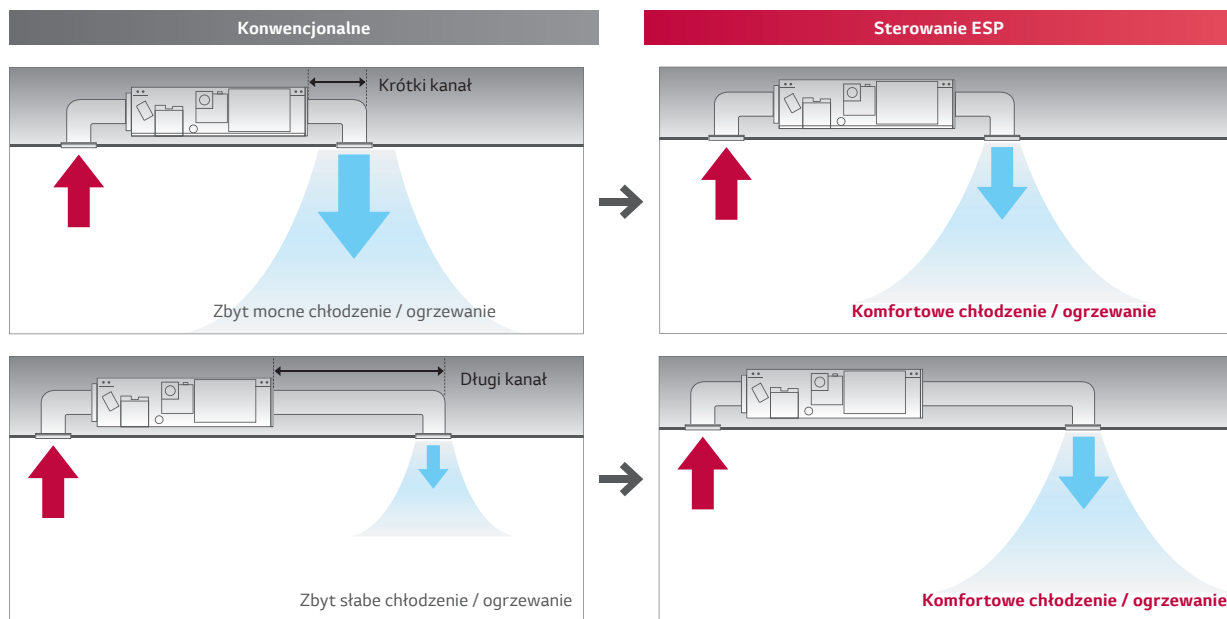 Konwencjonalne
Sterowanie ESP
Krótki kanał
Zbyt mocne chłodzenie / ogrzewanie
Komfortowe chłodzenie / ogrzewanie
Długi kanał
Zbyt słabe chłodzenie / ogrzewanie
Komfortowe chłodzenie / ogrzewanie